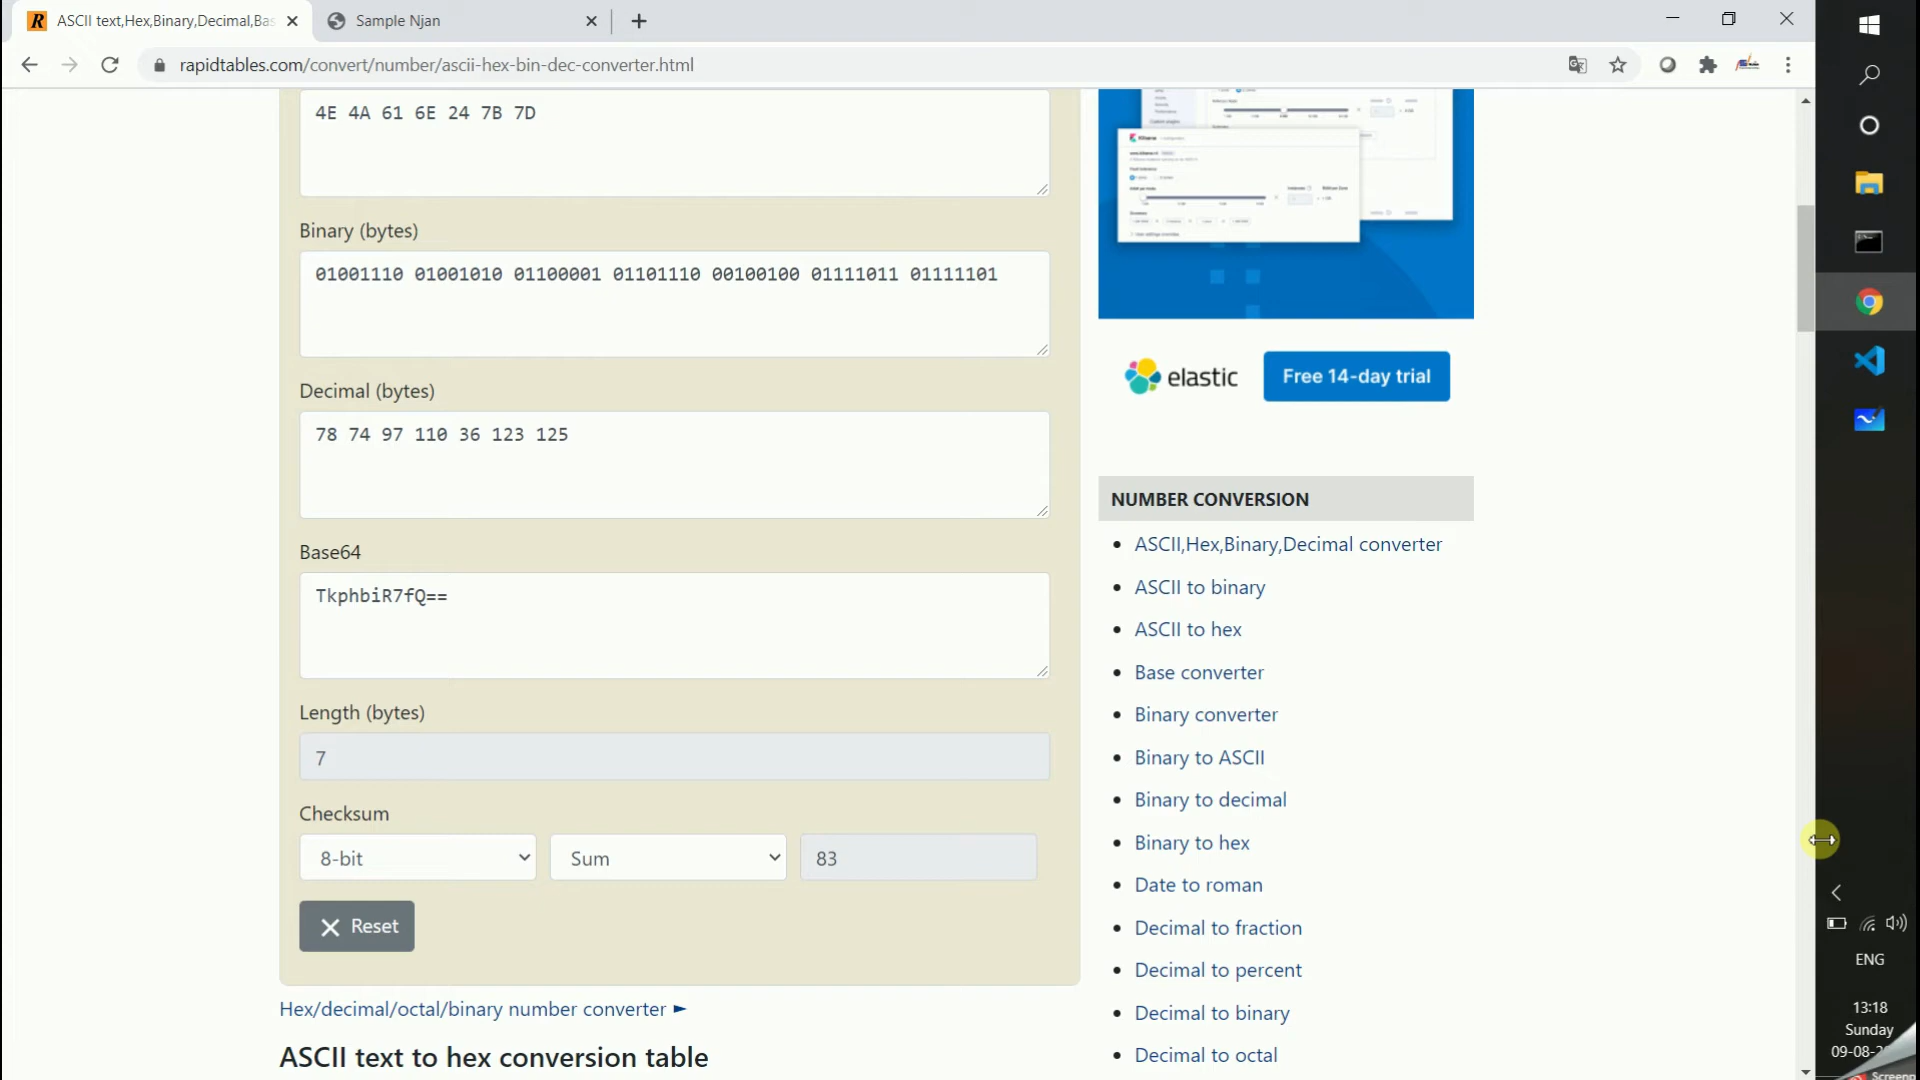 ASCII text,Hex,Binary,Decimal,Bas
Sample Njan
rapidtables.com/convert/number/ascii-hex-bin-dec-converter.html
4E 4A 61 6E 24 7B 7D
Binary (bytes)
01001110 01001010 01100001 01101110 00100100 01111011 01111101
Decimal (bytes)
78 74 97 110 36 123 125
Base64
TkphbiR7fQ==
Length (bytes)
7
Checksum
8-bit
Sum
83
Reset
Hex/decimal/octal/binary number converter ►
ASCII text to hex conversion table
elastic
Free 14-day trial
NUMBER CONVERSION
ASCII,Hex,Binary,Decimal converter
ASCII to binary
ASCII to hex
Base converter
Binary converter
Binary to ASCII
Binary to decimal
Binary to hex
Date to roman
Decimal to fraction
Decimal to percent
Decimal to binary
Decimal to octal
ENG
13:18
Sunday
09-08-2
Screenp